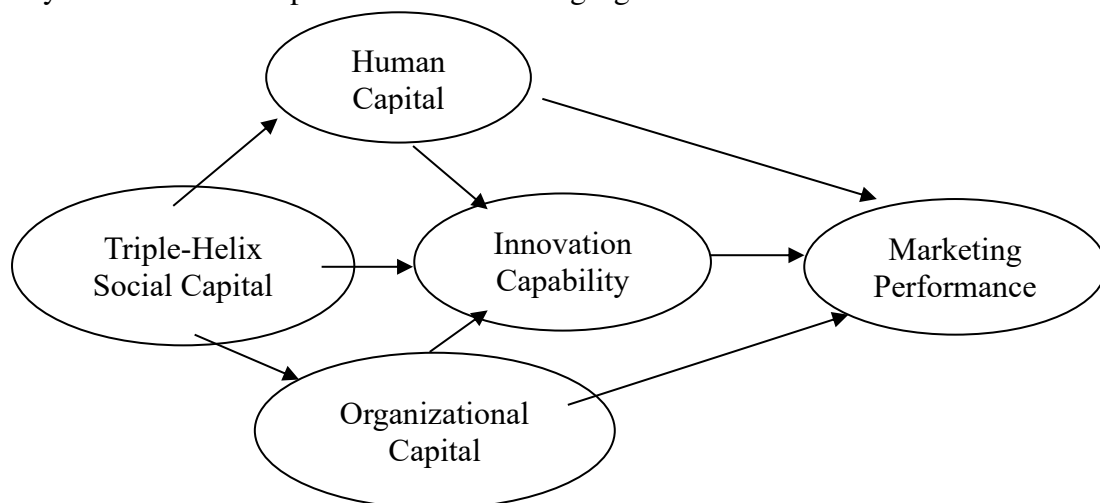 Human
Capital
Triple-Helix
Social Capital
Innovation
Capability
Marketing
Performance
Organizational
Capital